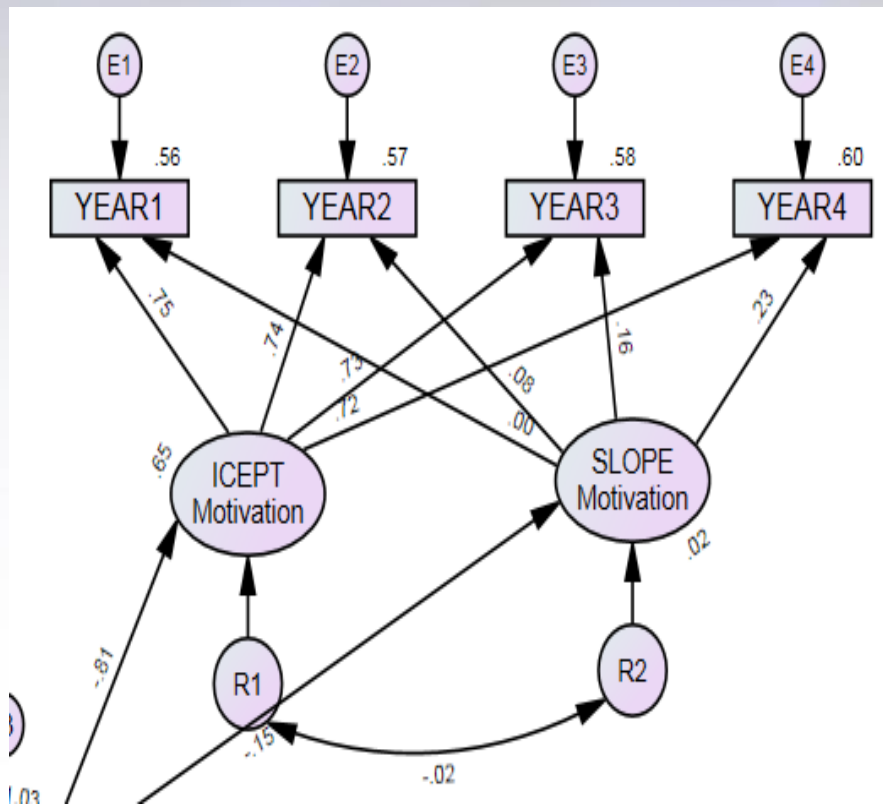 E1
E2
E3
E4
.56
.57
.58
.60
YEAR1
YEAR2
YEAR3
YEAR4
.75
.74
.73
.72
.00
.08
.16
.23
.65
ICEPT
Motivation
SLOPE
Motivation
.02
-.81
R1
R2
-.15
-.02
.03